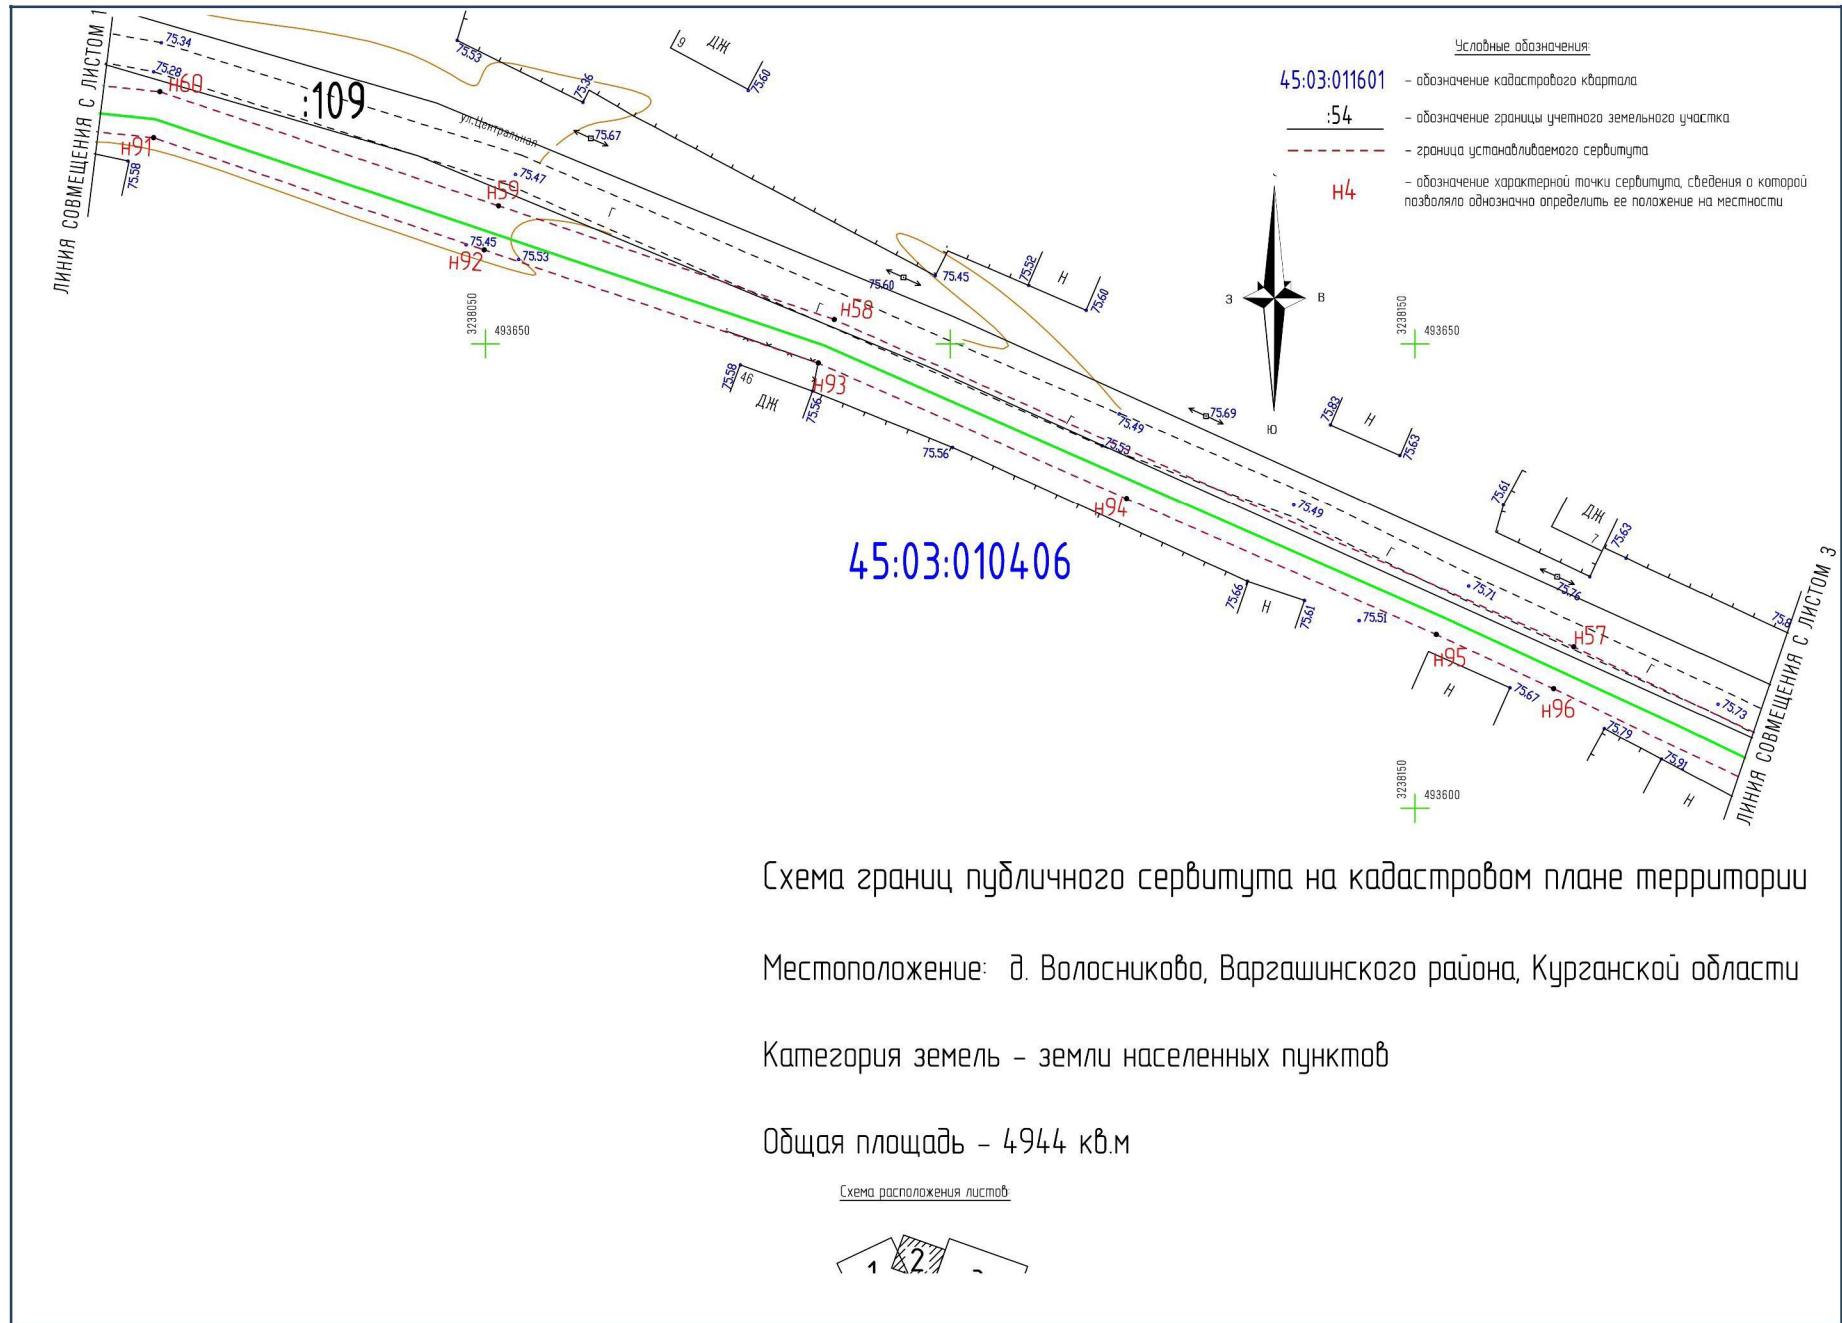 ЛИНИЯ СОВМЕЩЕНИЯ С ЛИСТОМ 1
75.34
75.28
н60
:109
н91
75.58
75.53
75.36
9
ДЖ
75.60
ул.Центральная
75.67
75.47
н59
Г
75.45
н92
75.53
Условные обозначения:
45:03:011601
– обозначение кадастрового квартала
:54
– обозначение границы учетного земельного участка
– граница устанавливаемого сервитута
н4
– обозначение характерной точки сервитута, сведения о которой
позволяло однозначно определить ее положение на местности
З
В
Ю
3238050
493650
75.60
75.45
75.52
Н
75.60
Г
н58
3238150
493650
75.58
46
ДЖ
75.56
н93
75.56
Г
75.49
75.53
75.69
75.83
Н
75.63
н94
75.49
Г
75.61
ДЖ
7
75.63
45:03:010406
75.66
Н
75.61
75.51
75.71
75.76
75.8
н57
н95
Г
Н
75.67
н96
75.73
75.79
75.91
Н
ЛИНИЯ СОВМЕЩЕНИЯ С ЛИСТОМ 3
3238150
493600
Схема границ публичного сервитута на кадастровом плане территории
Местоположение: д. Волосниково, Варгашинского района, Курганской области
Категория земель – земли населенных пунктов
Общая площадь – 4944 кв.м
Схема расположения листов:
1
2